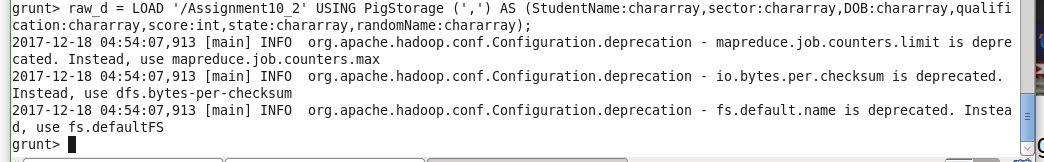 grunt> raw_d = LOAD '/Assignment10_2' USING PigStorage (',') AS (StudentName:chararray,sector:chararray,DOB:chararray,qualifi
cation:chararray,score:int,state:chararray,randomName:chararray);
2017-12-18 04:54:07,913 [main] INFO  org.apache.hadoop.conf.Configuration.deprecation - mapreduce.job.counters.limit is depre
cated. Instead, use mapreduce.job.counters.max
2017-12-18 04:54:07,913 [main] INFO  org.apache.hadoop.conf.Configuration.deprecation - io.bytes.per.checksum is deprecated.
Instead, use dfs.bytes-per-checksum
2017-12-18 04:54:07,913 [main] INFO  org.apache.hadoop.conf.Configuration.deprecation - fs.default.name is deprecated. Instea
d, use fs.defaultFS
grunt>